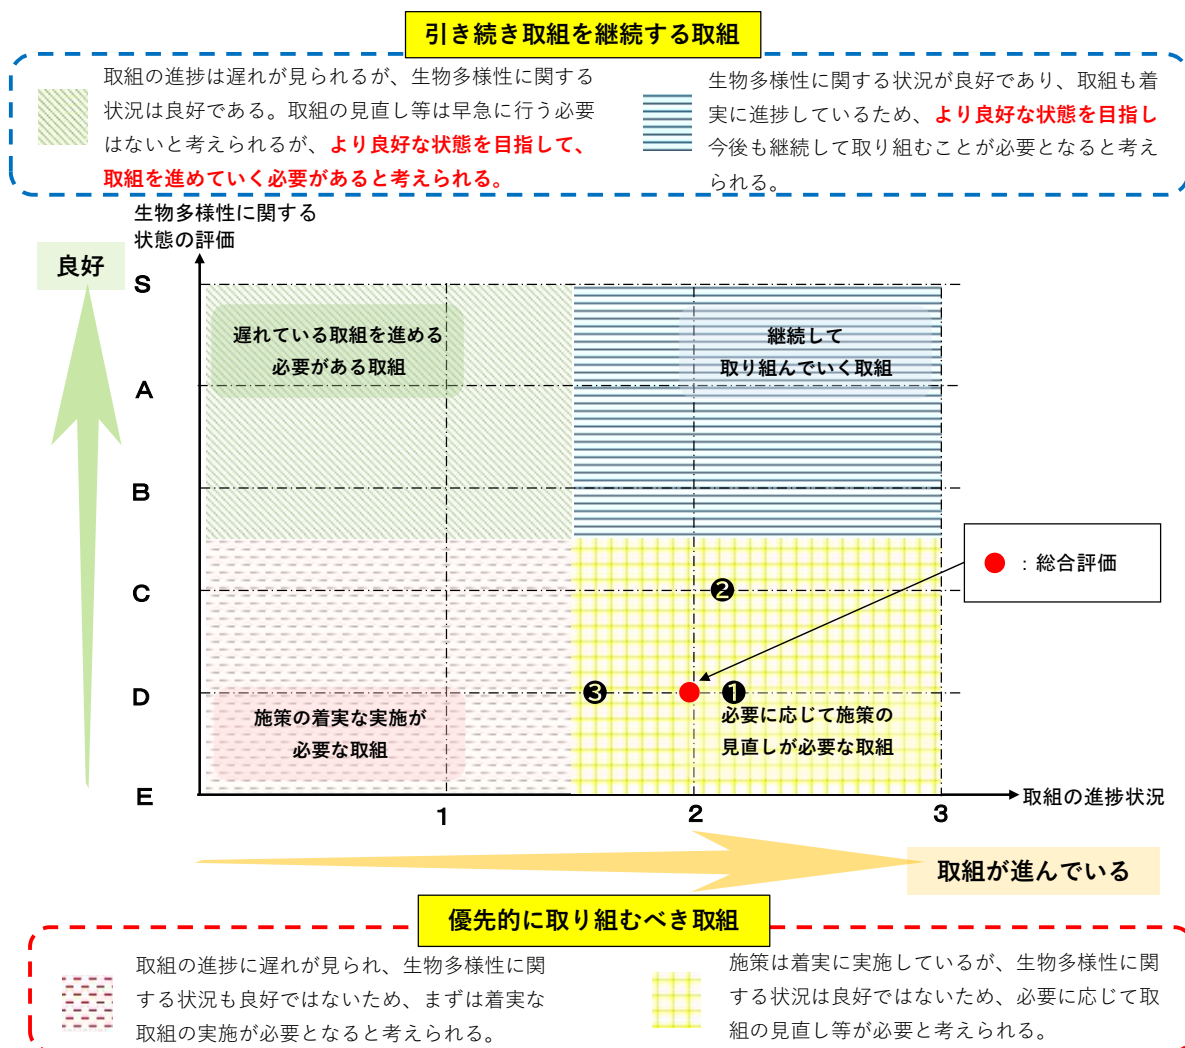 引き続き取組を継続する取組
取組の進捗は遅れが見られるが、生物多様性に関する
状況は良好である。取組の見直し等は早急に行う必要
はないと考えられるが、より良好な状態を目指して、
取組を進めていく必要があると考えられる。
生物多様性に関する状況が良好であり、取組も着
実に進捗しているため、より良好な状態を目指し
今後も継続して取り組むことが必要となると考え
られる。
生物多様性に関する
状態の評価
良好
S
遅れている取組を進める
必要がある取組
継続して
取り組んでいく取組
A
B
：総合評価
C
❷
D
❸
❶
施策の着実な実施が
必要な取組
必要に応じて施策の
見直しが必要な取組
E
1
2
3
取組の進捗状況
取組が進んでいる
優先的に取り組むべき取組
取組の進捗に遅れが見られ、生物多様性に関
する状況も良好ではないため、まずは着実な
取組の実施が必要となると考えられる。
施策は着実に実施しているが、生物多様性に関
する状況は良好ではないため、必要に応じて取
組の見直し等が必要と考えられる。